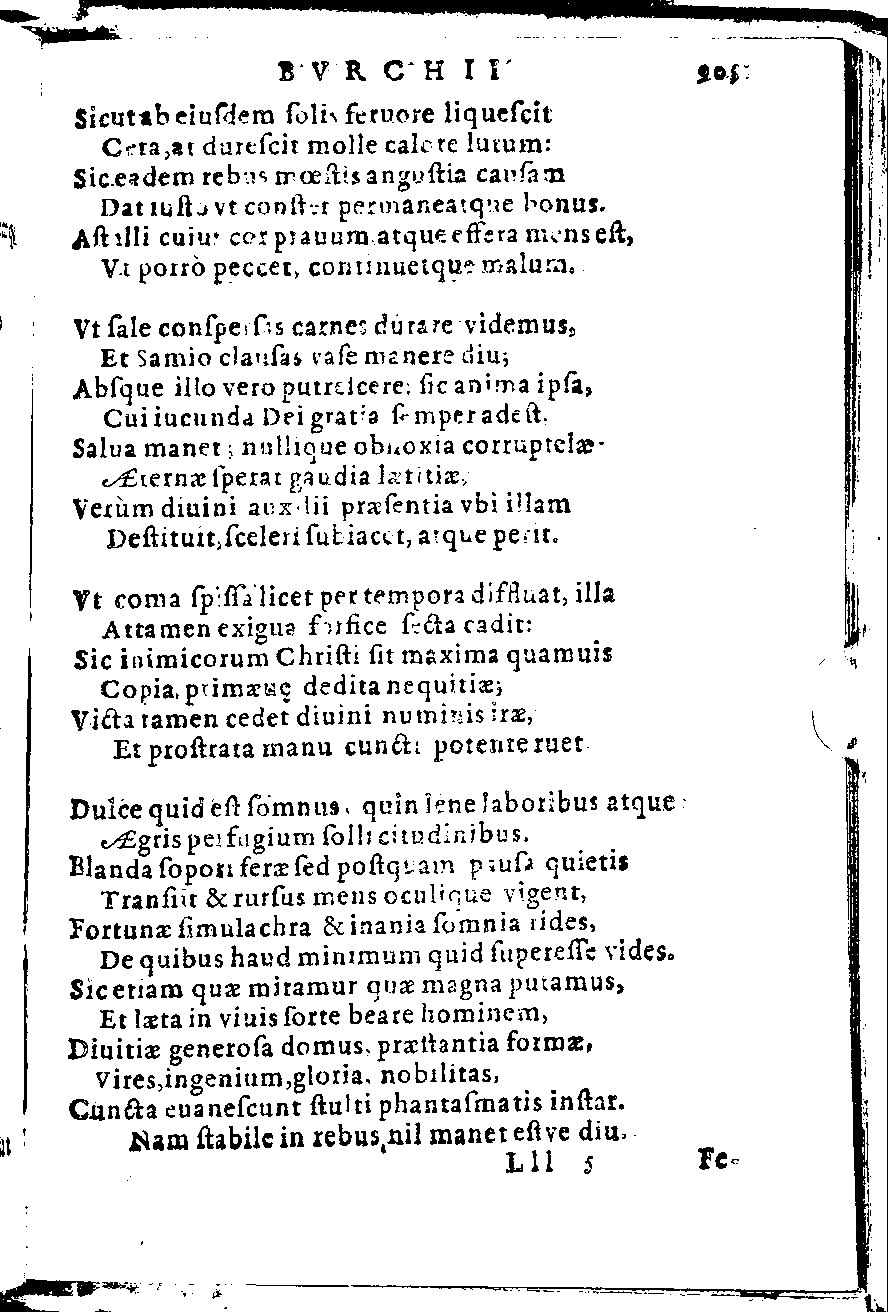 BVRCHII 905
Sicut ab eiuſdem ſolis feruore liqueſcit
Cera, at dureſcit molle calore lutum:
Sic eadem rebus mœſtis anguſtia cauſam
Dat iuſto vt conſtet permaneatque bonus.
Aſt illi cuius cor prauum atque effera mens eſt,
Vt porrò peccet, continuetque malum.
Vt ſale conſperſas carnes durare videmus,
Et Samio clauſas vaſe manere diu;
Abſque illo vero putreſcere: ſic anima ipſa,
Cui iucunda Dei gratia ſemper adeſt.
Salua manet; nullique obnoxia corruptelæ
Æternæ ſperat gaudia lætitiæ,
Verùm diuini auxilii præſentia vbi illam
Deſtituit, ſceleri ſubiacet, atque perit.
Vt coma ſpiſſa licet per tempora diffluat, illa
Attamen exigua forfice ſecta cadit:
Sic inimicorum Chriſti ſit maxima quamuis
Copia, primæuę dedita nequitiæ;
Victa tamen cedet diuini numinis iræ,
Et proſtrata manu cuncti potente ruet.
Dulce quid eſt ſomnus, quin lene laboribus atque
Ægris perfugium ſollicitudinibus.
Blanda ſoporiferæ ſed poſtquam pauſa quietis
Tranſiit & rurſus mens oculique vigent,
Fortunæ ſimulachra & inania ſomnia rides,
De quibus haud minimum quid ſupereſſe vides.
Sic etiam quæ miramur quæ magna putamus,
Et læta in viuis ſorte beare hominem,
Diuitiæ generoſa domus, præſtantia formæ,
Vires, ingenium, gloria, nobilitas,
Cuncta euaneſcunt ſtulti phantaſmatis inſtar.
Nam ſtabile in rebus nil manet eſtve diu.
Lll 5 Fe-